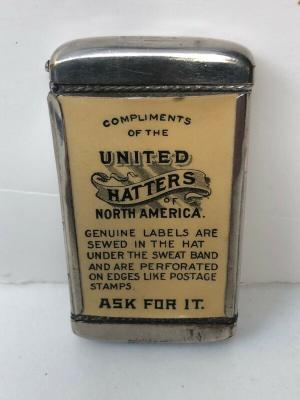 COMPLIMENTS
OF THE
UNITED
HATTERS
OF
NORTH AMERICA.
GENUINE LABELS ARE
SEWED IN THE HAT
UNDER THE SWEAT BAND
AND ARE PERFORATED
ON EDGES LIKE POSTAGE
STAMPS.
ASK FOR IT.